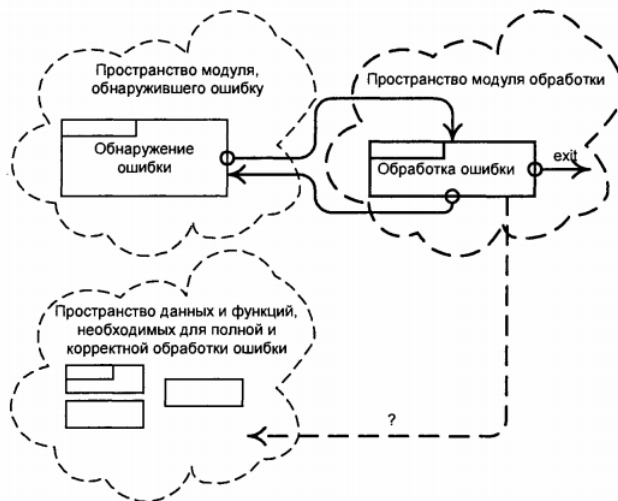 Пространство модуля,
обнаружившего ошибку
Обнаружение
ошибки
Пространство модуля обработки
Обработка ошибки
exit
Пространство данных и функций,
необходимых для полной и
корректной обработки ошибки
?